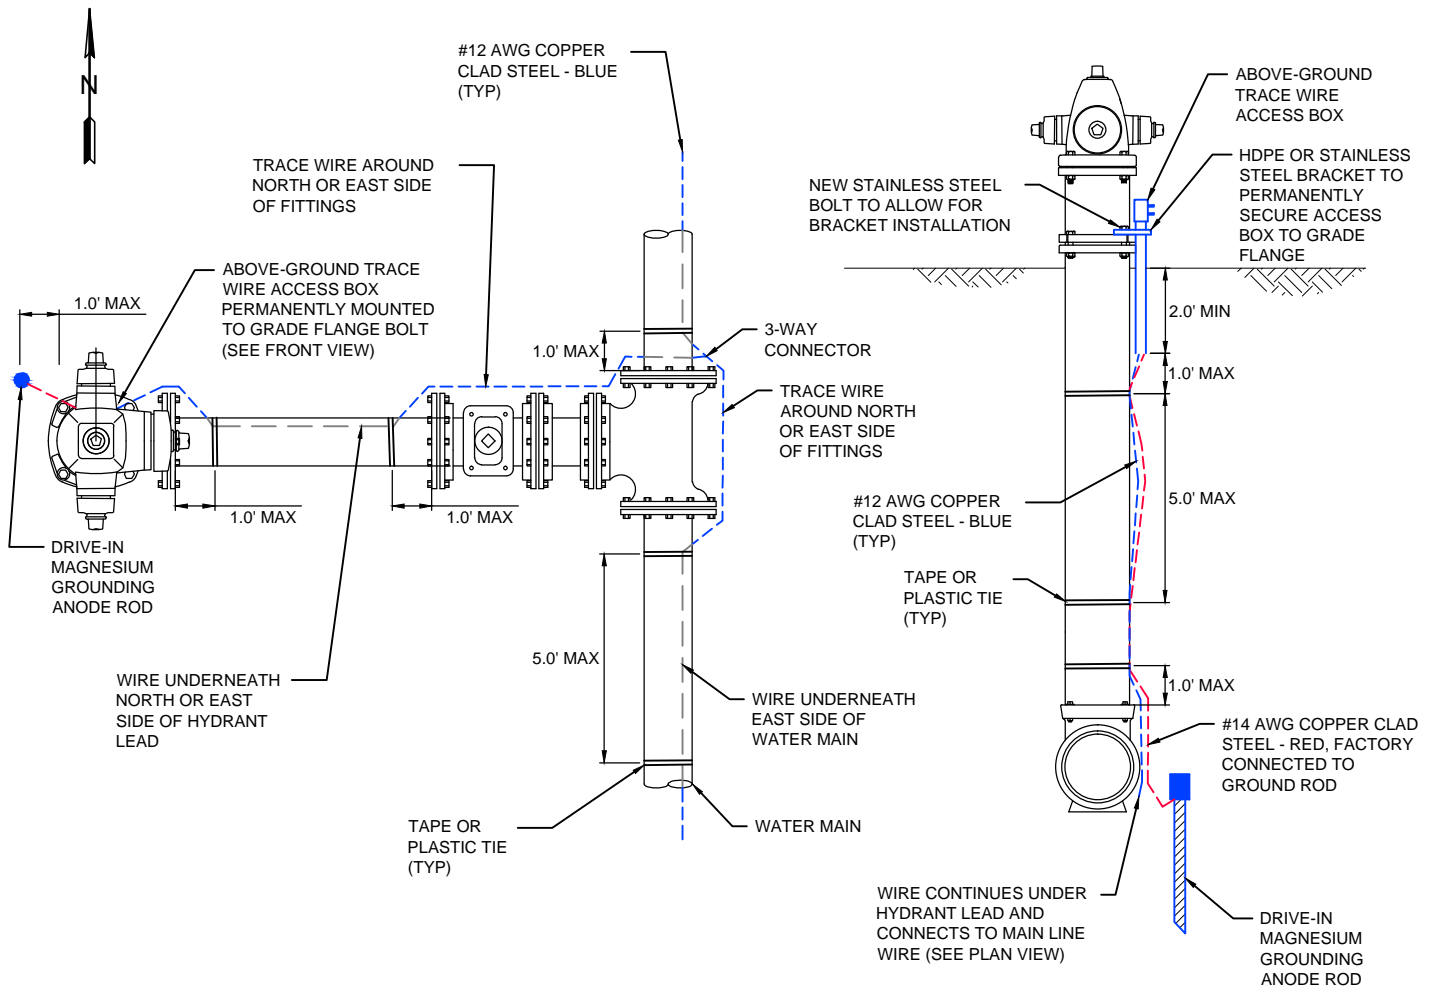 N
#12 AWG COPPER
CLAD STEEL - BLUE
(TYP)
TRACE WIRE AROUND
NORTH OR EAST SIDE
OF FITTINGS
ABOVE-GROUND TRACE
WIRE ACCESS BOX
PERMANENTLY MOUNTED
TO GRADE FLANGE BOLT
(SEE FRONT VIEW)
1.0' MAX
1.0' MAX
3-WAY
CONNECTOR
TRACE WIRE
AROUND NORTH
OR EAST SIDE
OF FITTINGS
1.0' MAX
1.0' MAX
DRIVE-IN
MAGNESIUM
GROUNDING
ANODE ROD
WIRE UNDERNEATH
NORTH OR EAST
SIDE OF HYDRANT
LEAD
5.0' MAX
WIRE UNDERNEATH
EAST SIDE OF
WATER MAIN
TAPE OR
PLASTIC TIE
(TYP)
WATER MAIN
ABOVE-GROUND
TRACE WIRE
ACCESS BOX
HDPE OR STAINLESS
STEEL BRACKET TO
PERMANENTLY
SECURE ACCESS
BOX TO GRADE
FLANGE
NEW STAINLESS STEEL
BOLT TO ALLOW FOR
BRACKET INSTALLATION
2.0' MIN
1.0' MAX
5.0' MAX
#12 AWG COPPER
CLAD STEEL - BLUE
(TYP)
TAPE OR
PLASTIC TIE
(TYP)
1.0' MAX
#14 AWG COPPER CLAD
STEEL - RED, FACTORY
CONNECTED TO
GROUND ROD
WIRE CONTINUES UNDER
HYDRANT LEAD AND
CONNECTS TO MAIN LINE
WIRE (SEE PLAN VIEW)
DRIVE-IN
MAGNESIUM
GROUNDING
ANODE ROD